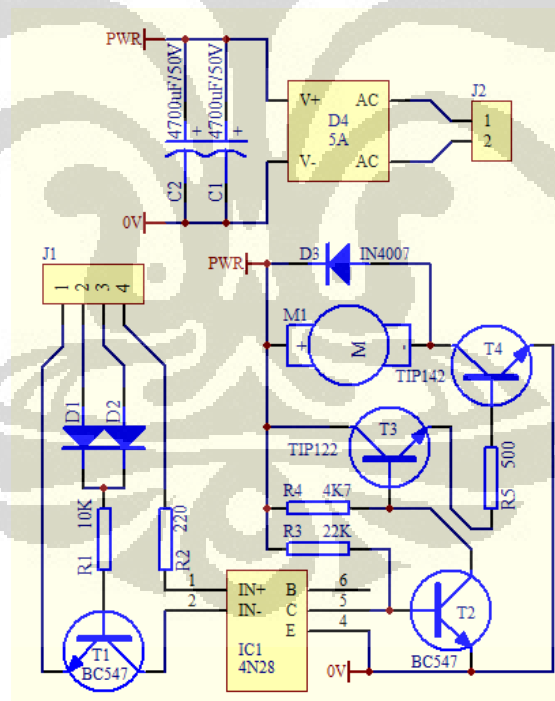 PWR
4700uF/50V
4700uF/50V
+
+
C2
C1
0V
V+ AC
D4
5A
V- AC
J2
1
2
J1
1 2 3 4
PWR
D3 IN4007
M1
+ M -
TIP142
T4
D1
D2
TIP122
T3
R4 4K7
R3 22K
500
R5
10K
R1
220
R2
1 IN+ B 6
2 IN- C 5
E 4
IC1
4N28
T1
BC547
T2
BC547
0V